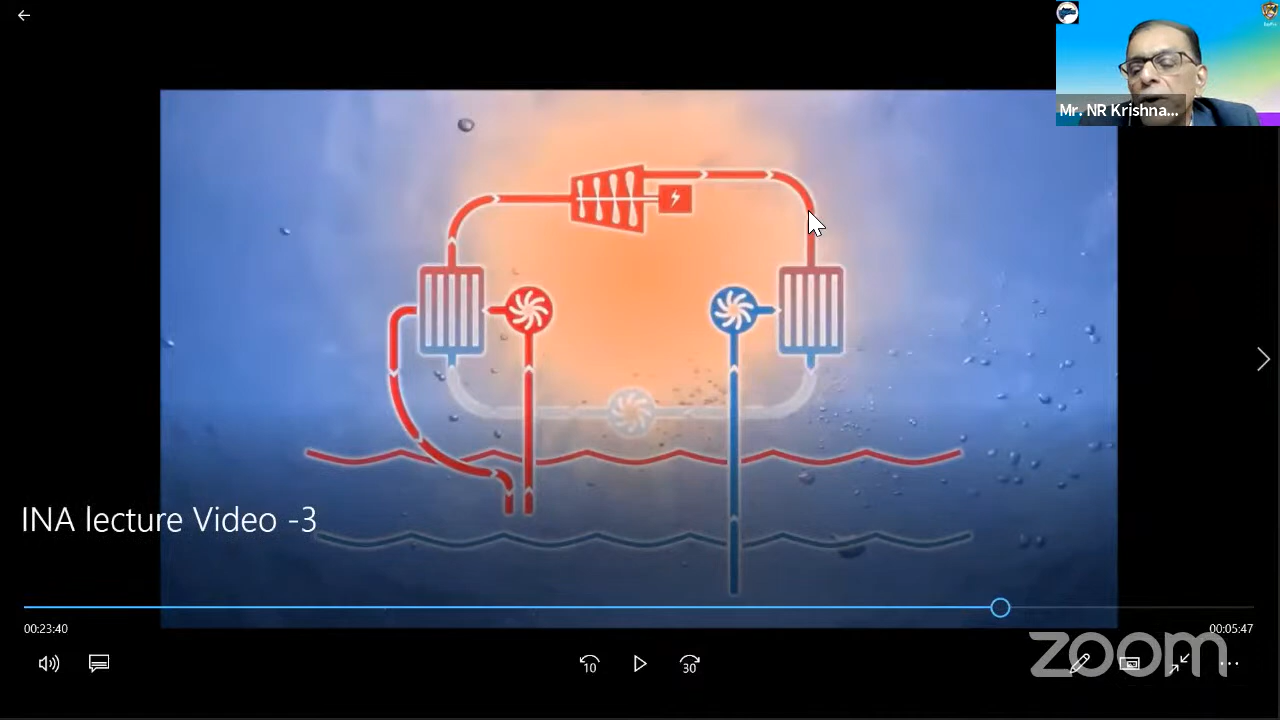 Mr. NR Krishna...
INA lecture Video -3
00:23:40
00:05:47
10
30
zoom